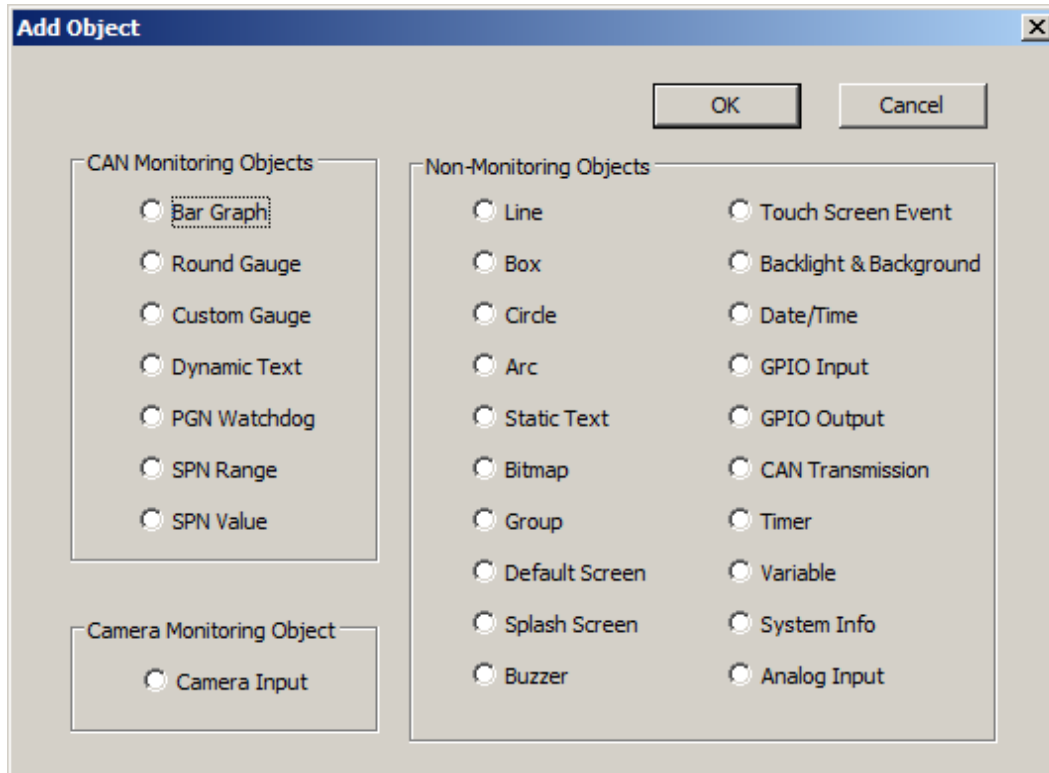 Add Object
OK
Cancel
CAN Monitoring Objects
Bar Graph
Round Gauge
Custom Gauge
Dynamic Text
PGN Watchdog
SPN Range
SPN Value
Camera Monitoring Object
Camera Input
Non-Monitoring Objects
Line
Box
Circle
Arc
Static Text
Bitmap
Group
Default Screen
Splash Screen
Buzzer
Touch Screen Event
Backlight & Background
Date/Time
GPIO Input
GPIO Output
CAN Transmission
Timer
Variable
System Info
Analog Input